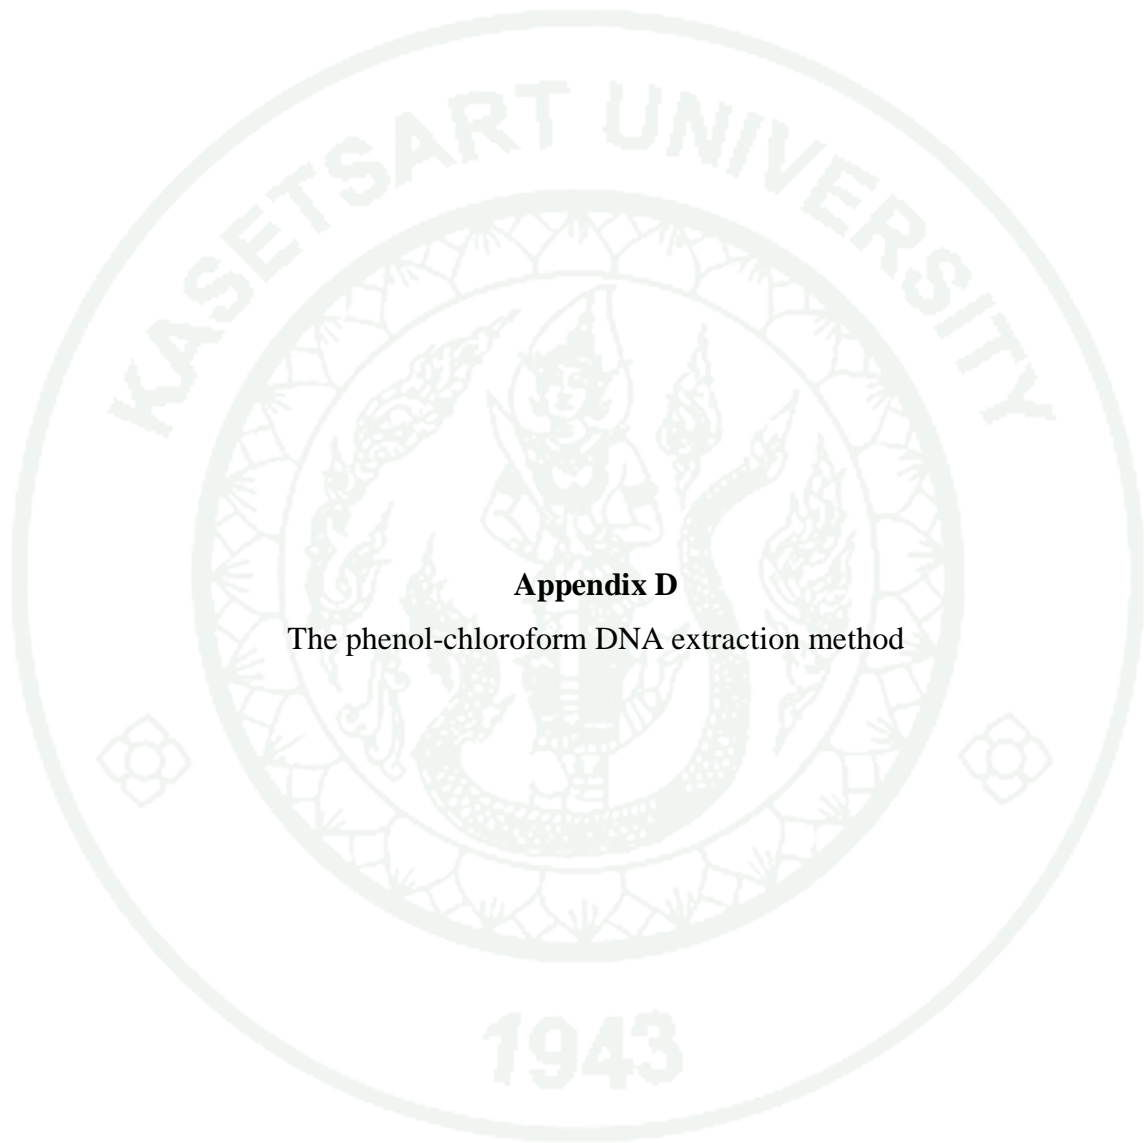 KASETSART UNIVERSITY
Appendix D
The phenol-chloroform DNA extraction method
1943